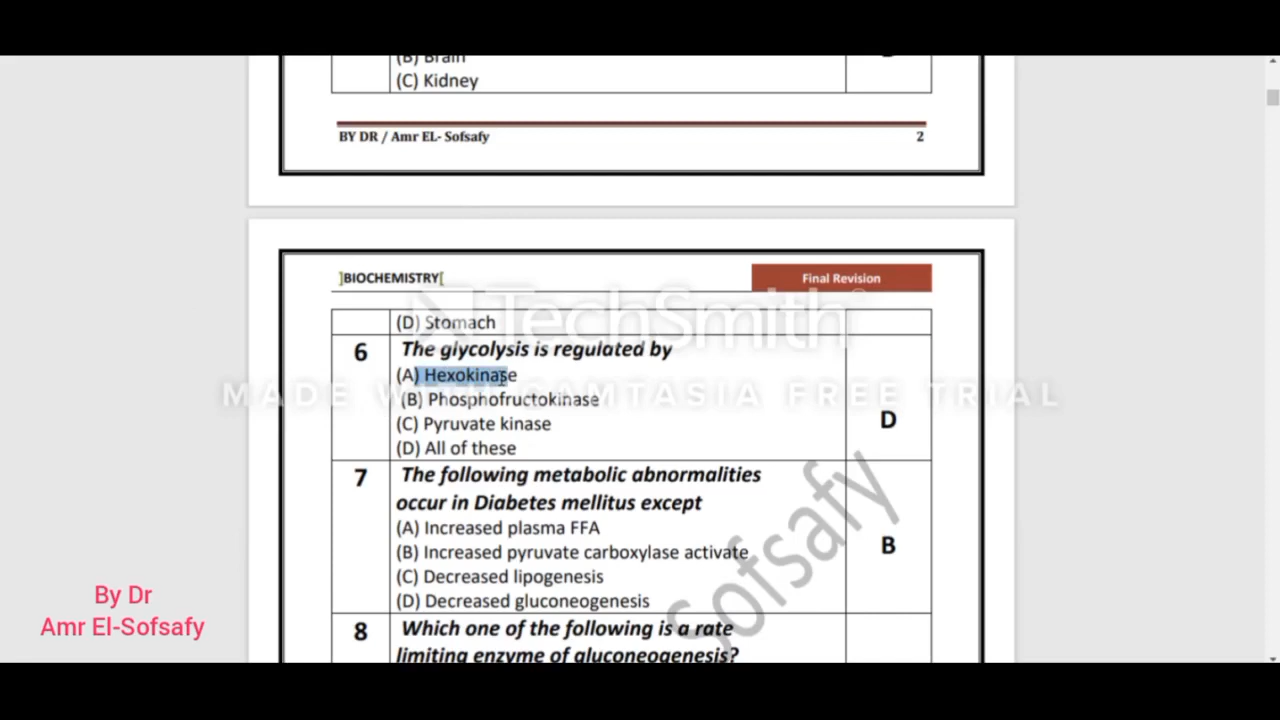 (B) Brain
(C) Kidney
BY DR / Amr EL- Sofsafy 2
]BIOCHEMISTRY[ Final Revision
(D) Stomach
TechSmith
6 The glycolysis is regulated by
(A) Hexokinase
MADE WITH CAMTASIA FREE TRIAL
(B) Phosphofructokinase
(C) Pyruvate kinase
D
(D) All of these
7 The following metabolic abnormalities
occur in Diabetes mellitus except
(A) Increased plasma FFA
B
(B) Increased pyruvate carboxylase activate
(C) Decreased lipogenesis
(D) Decreased gluconeogenesis
Sofsafy
8 Which one of the following is a rate
limiting enzyme of gluconeogenesis?
By Dr
Amr El-Sofsafy